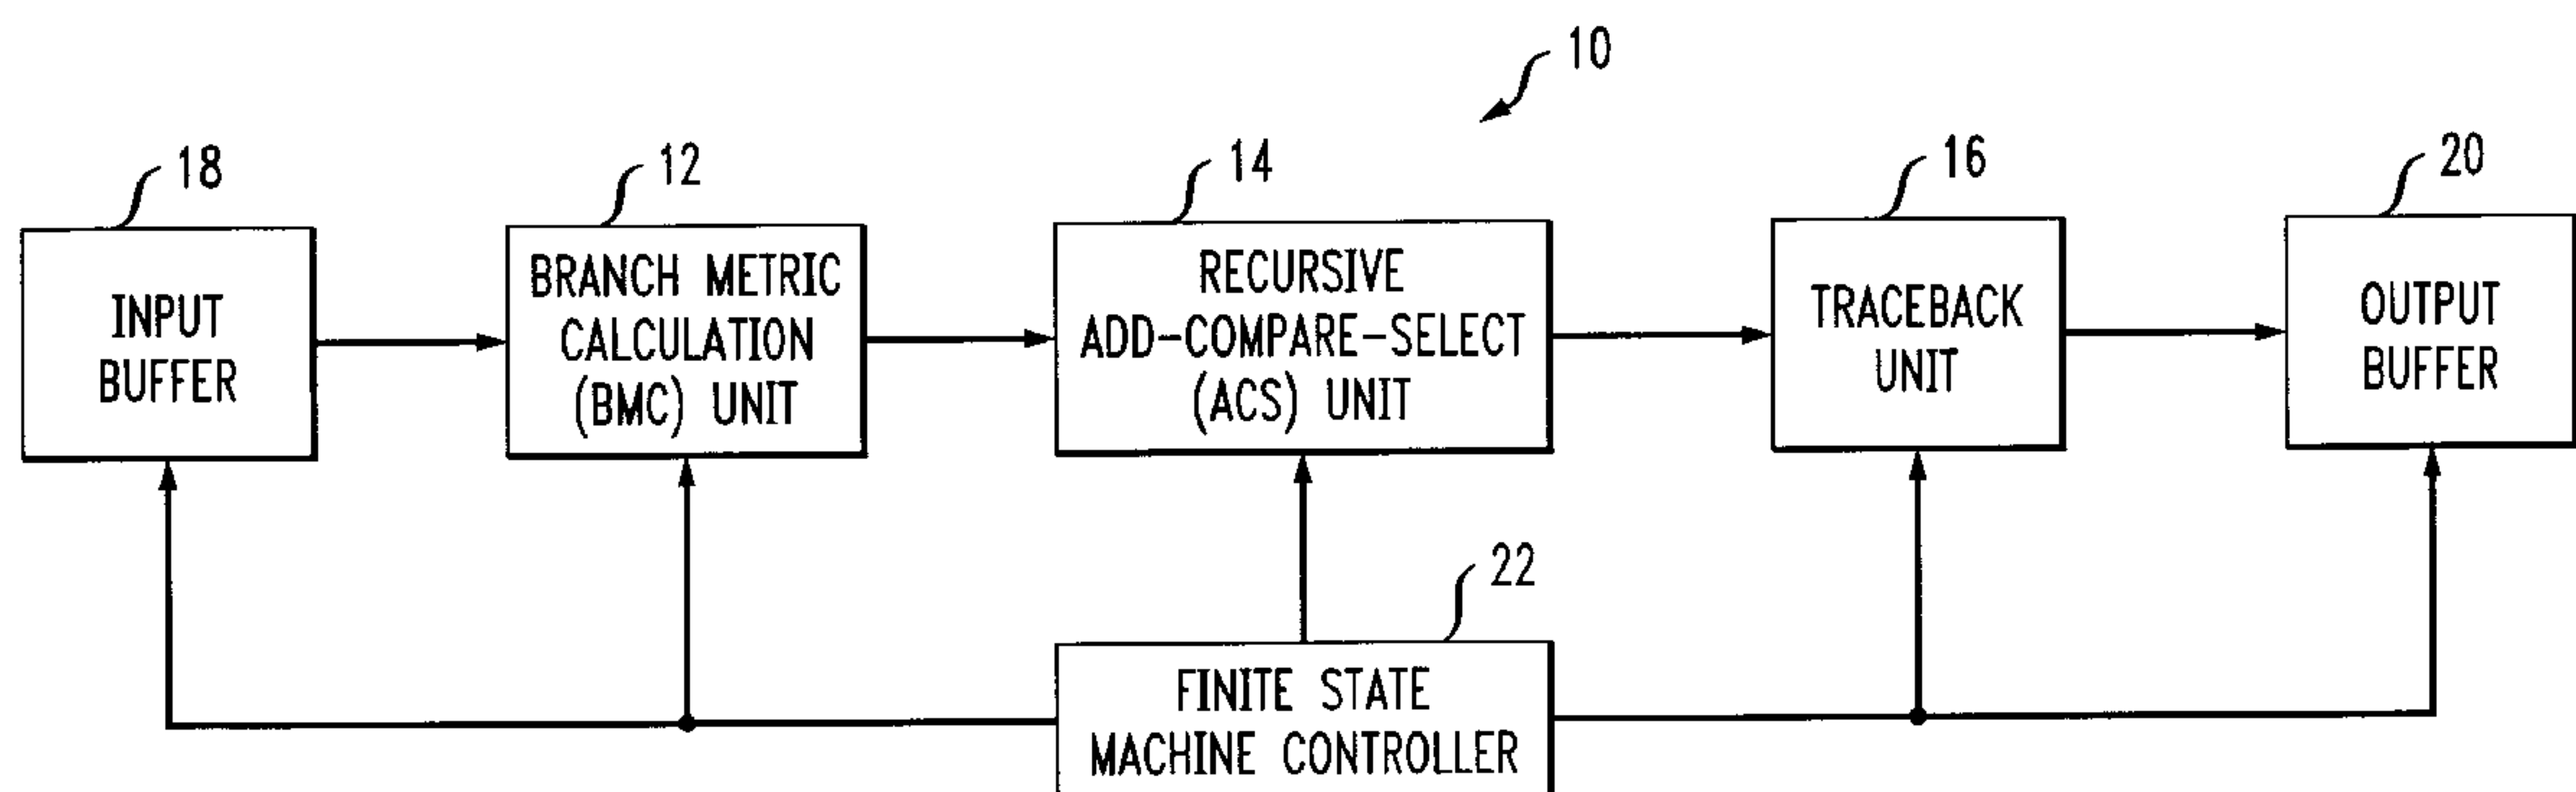 10
18
12
14
16
20
INPUT
BUFFER
BRANCH METRIC
CALCULATION
(BMC) UNIT
RECURSIVE
ADD-COMPARE-SELECT
(ACS) UNIT
TRACEBACK
UNIT
OUTPUT
BUFFER
22
FINITE STATE
MACHINE CONTROLLER